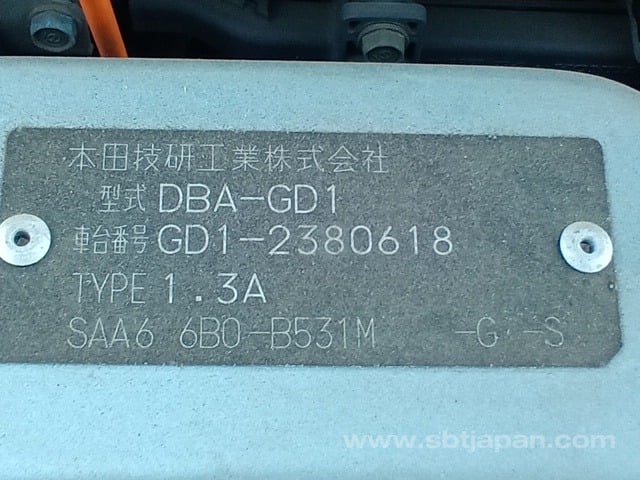 本田技研工業株式会社
型式 DBA-GD1
車台番号 GD1-2380618
TYPE 1.3A
SAA6 6B0-B531M -G -S
www.sbtjapan.com